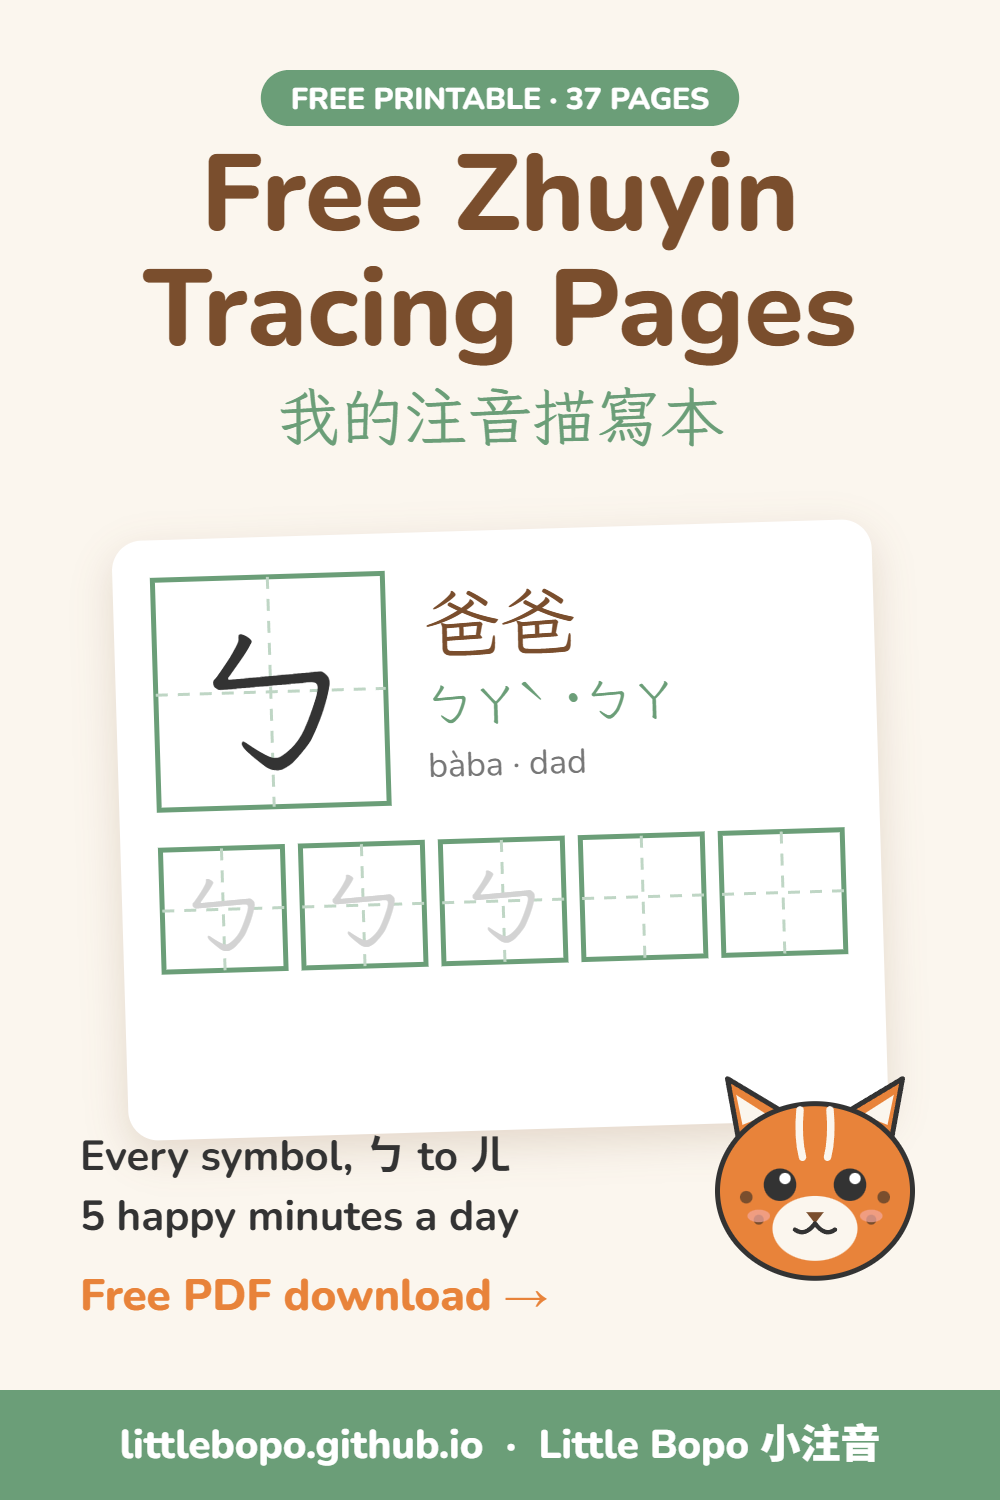 FREE PRINTABLE · 37 PAGES
Free Zhuyin
Tracing Pages
我的注音描寫本
ㄅ
爸爸
ㄅㄚˋ ˙ㄅㄚ
bàba · dad
ㄅ ㄅ ㄅ
Every symbol, ㄅ to ㄦ
5 happy minutes a day
Free PDF download →
littlebopo.github.io · Little Bopo 小注音